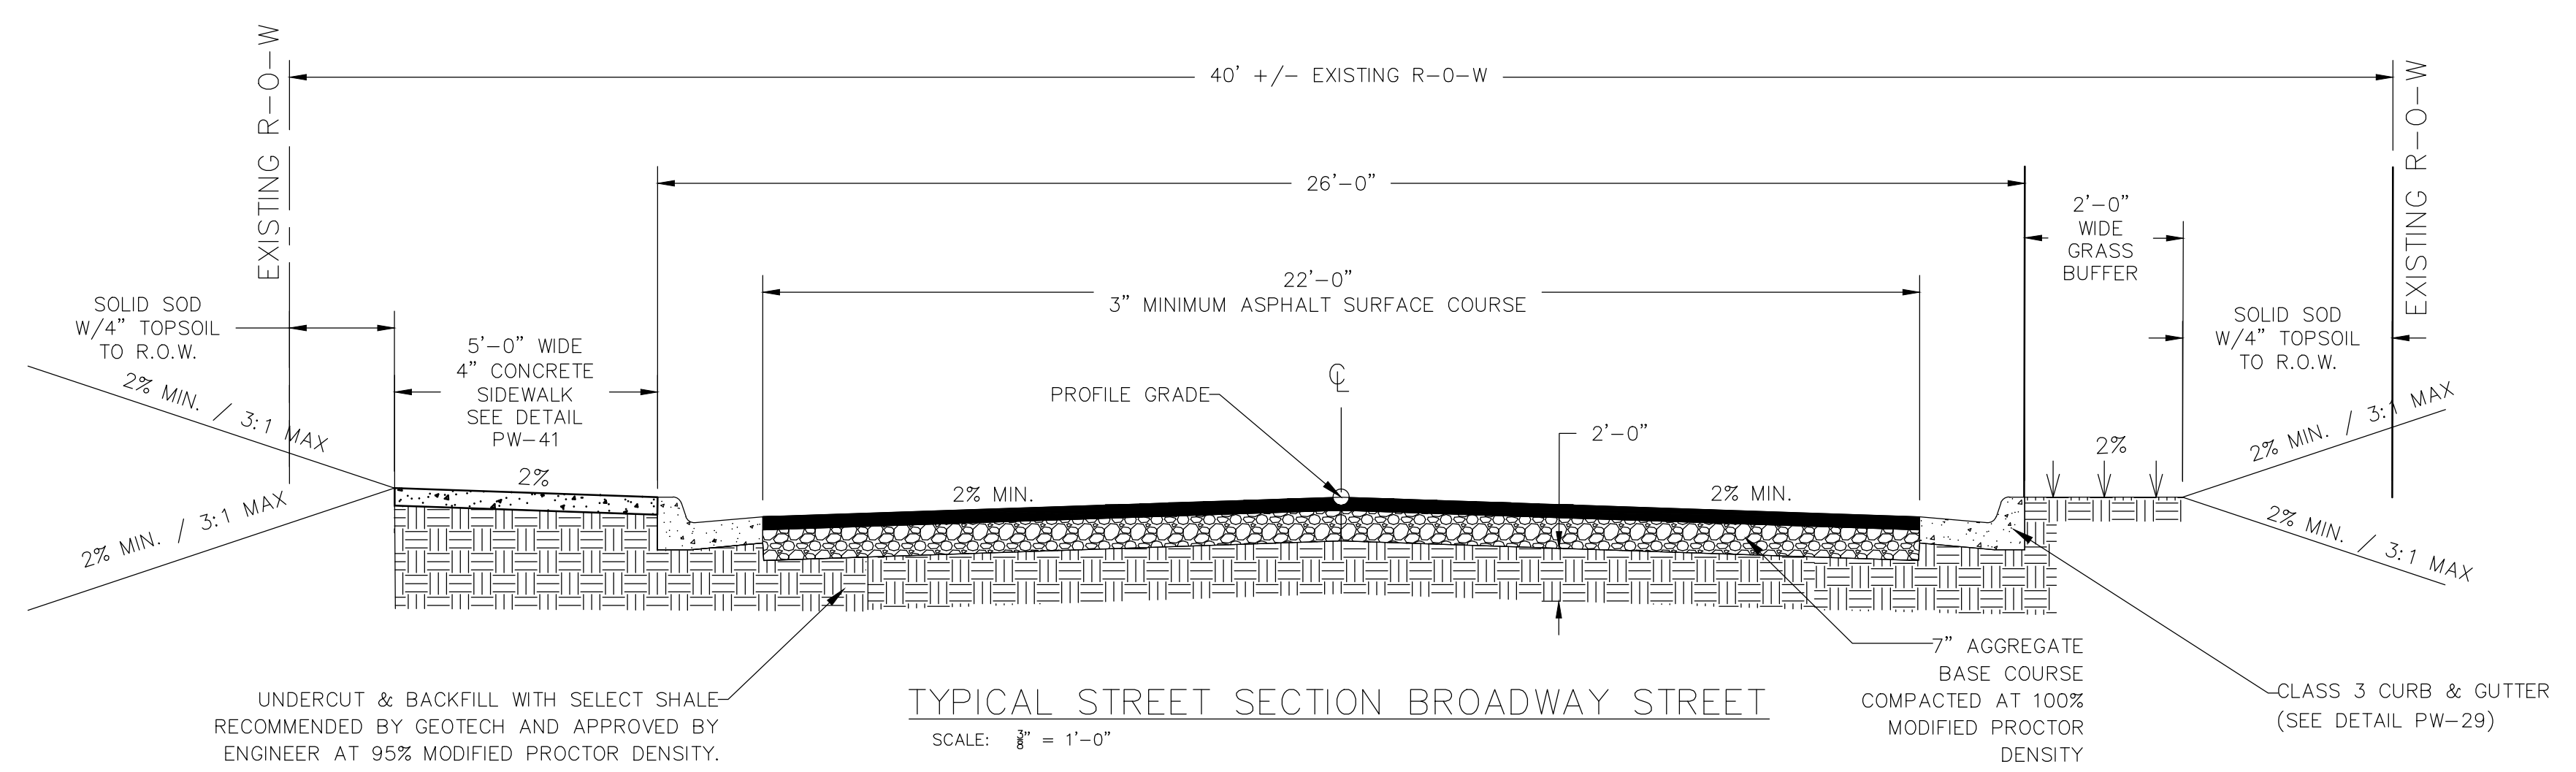 EXISTING R-O-W
40' +/- EXISTING R-O-W
EXISTING R-O-W
26'-0"
2'-0"
WIDE
GRASS
BUFFER
22'-0"
3" MINIMUM ASPHALT SURFACE COURSE
SOLID SOD
W/4" TOPSOIL
TO R.O.W.
5'-0" WIDE
4" CONCRETE
SIDEWALK
SEE DETAIL
PW-41
SOLID SOD
W/4" TOPSOIL
TO R.O.W.
2% MIN. / 3:1 MAX
2% MIN. / 3:1 MAX
2%
PROFILE GRADE
CL
2'-0"
2% MIN.
2% MIN.
2%
2% MIN. / 3:1 MAX
2% MIN. / 3:1 MAX
UNDERCUT & BACKFILL WITH SELECT SHALE
RECOMMENDED BY GEOTECH AND APPROVED BY
ENGINEER AT 95% MODIFIED PROCTOR DENSITY.
7" AGGREGATE
BASE COURSE
COMPACTED AT 100%
MODIFIED PROCTOR
DENSITY
CLASS 3 CURB & GUTTER
(SEE DETAIL PW-29)
TYPICAL STREET SECTION BROADWAY STREET
SCALE: 3/8" = 1'-0"